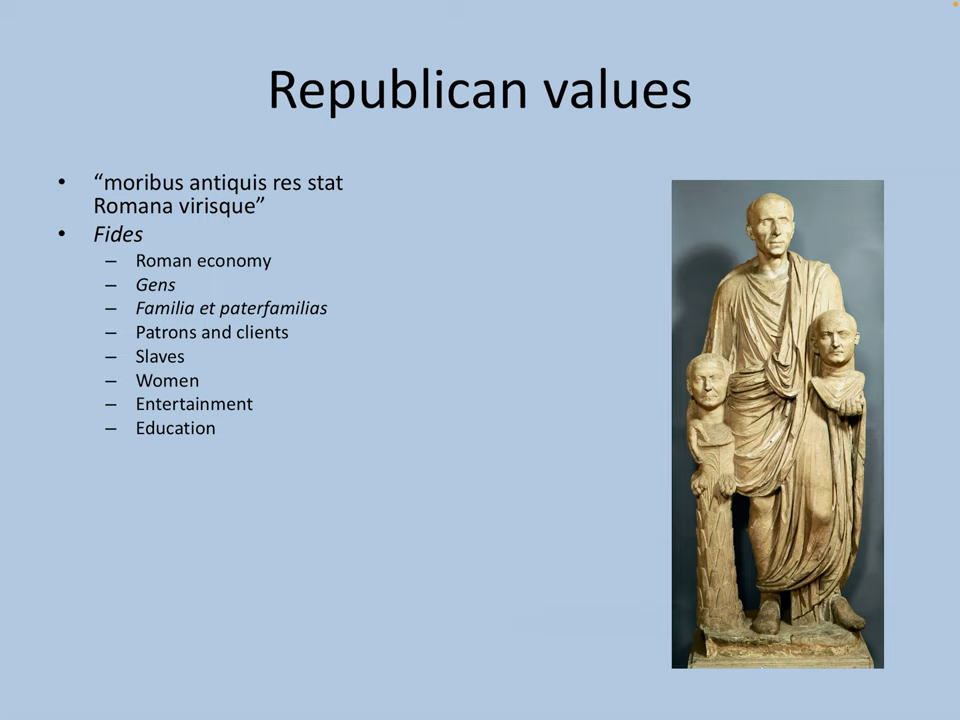 Republican values
• “moribus antiquis res stat
Romana virisque”
• Fides
– Roman economy
– Gens
– Familia et paterfamilias
– Patrons and clients
– Slaves
– Women
– Entertainment
– Education